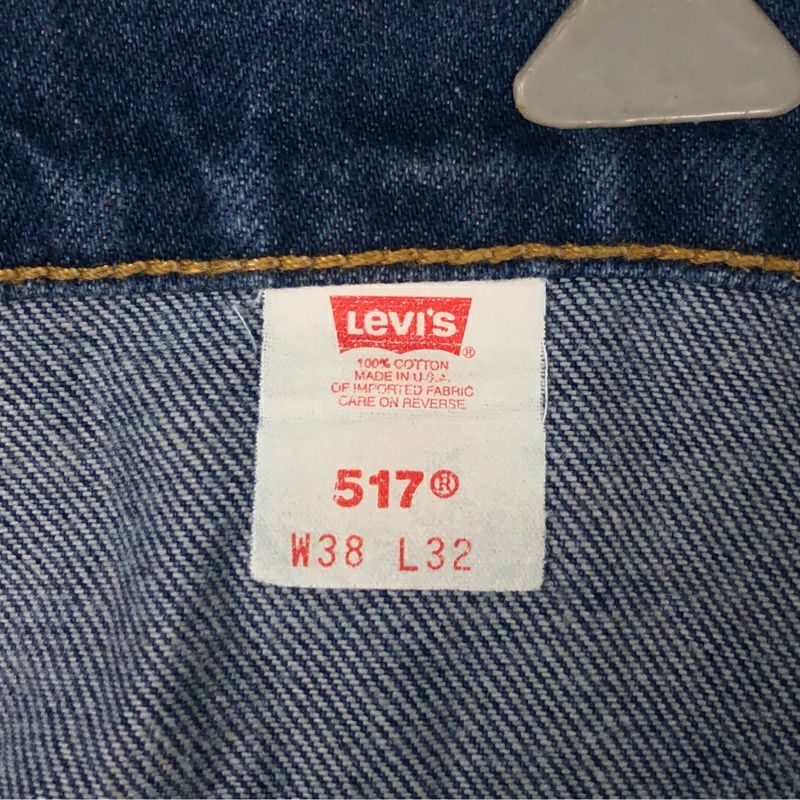 Levi's®
100% COTTON
MADE IN U.S.A.
OF IMPORTED FABRIC
CARE ON REVERSE
517®
W38 L32